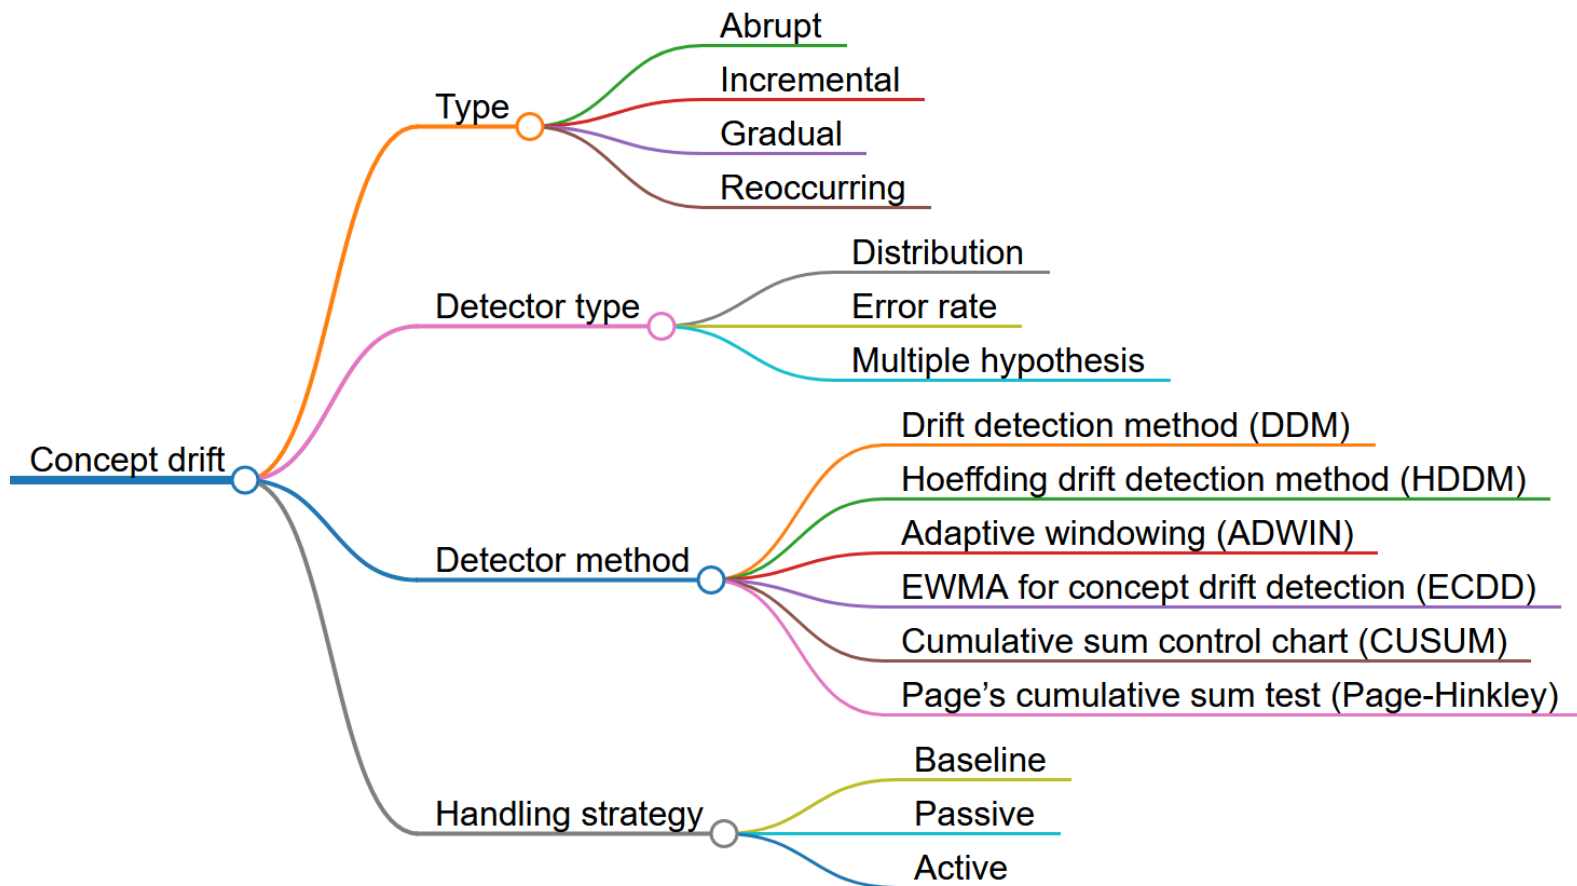 Concept drift
Type
Abrupt
Incremental
Gradual
Reoccurring
Detector type
Distribution
Error rate
Multiple hypothesis
Detector method
Drift detection method (DDM)
Hoeffding drift detection method (HDDM)
Adaptive windowing (ADWIN)
EWMA for concept drift detection (ECDD)
Cumulative sum control chart (CUSUM)
Page’s cumulative sum test (Page-Hinkley)
Handling strategy
Baseline
Passive
Active